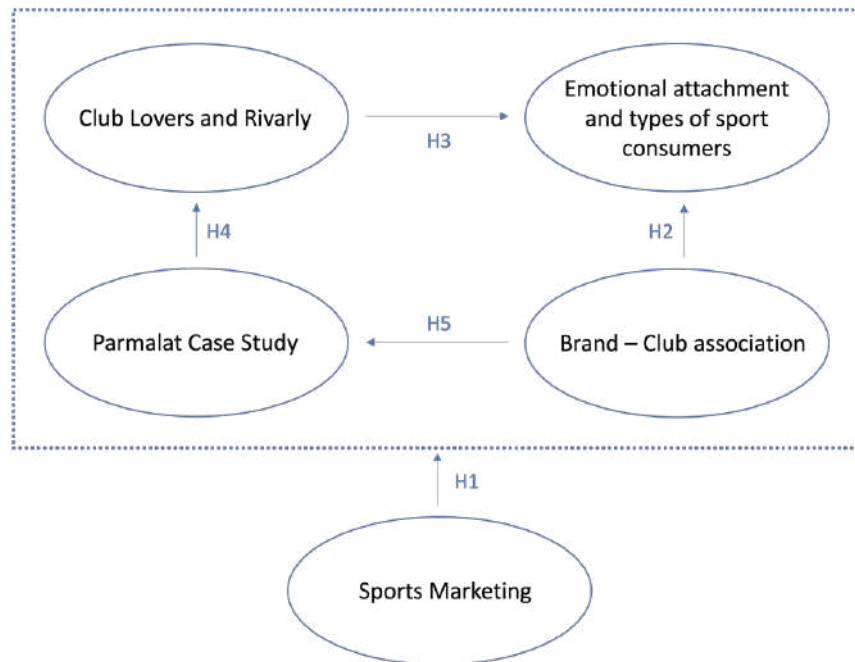 Club Lovers and Rivarly
Emotional attachment
and types of sport
consumers
H3
H4
H2
Parmalat Case Study
H5
Brand – Club association
H1
Sports Marketing